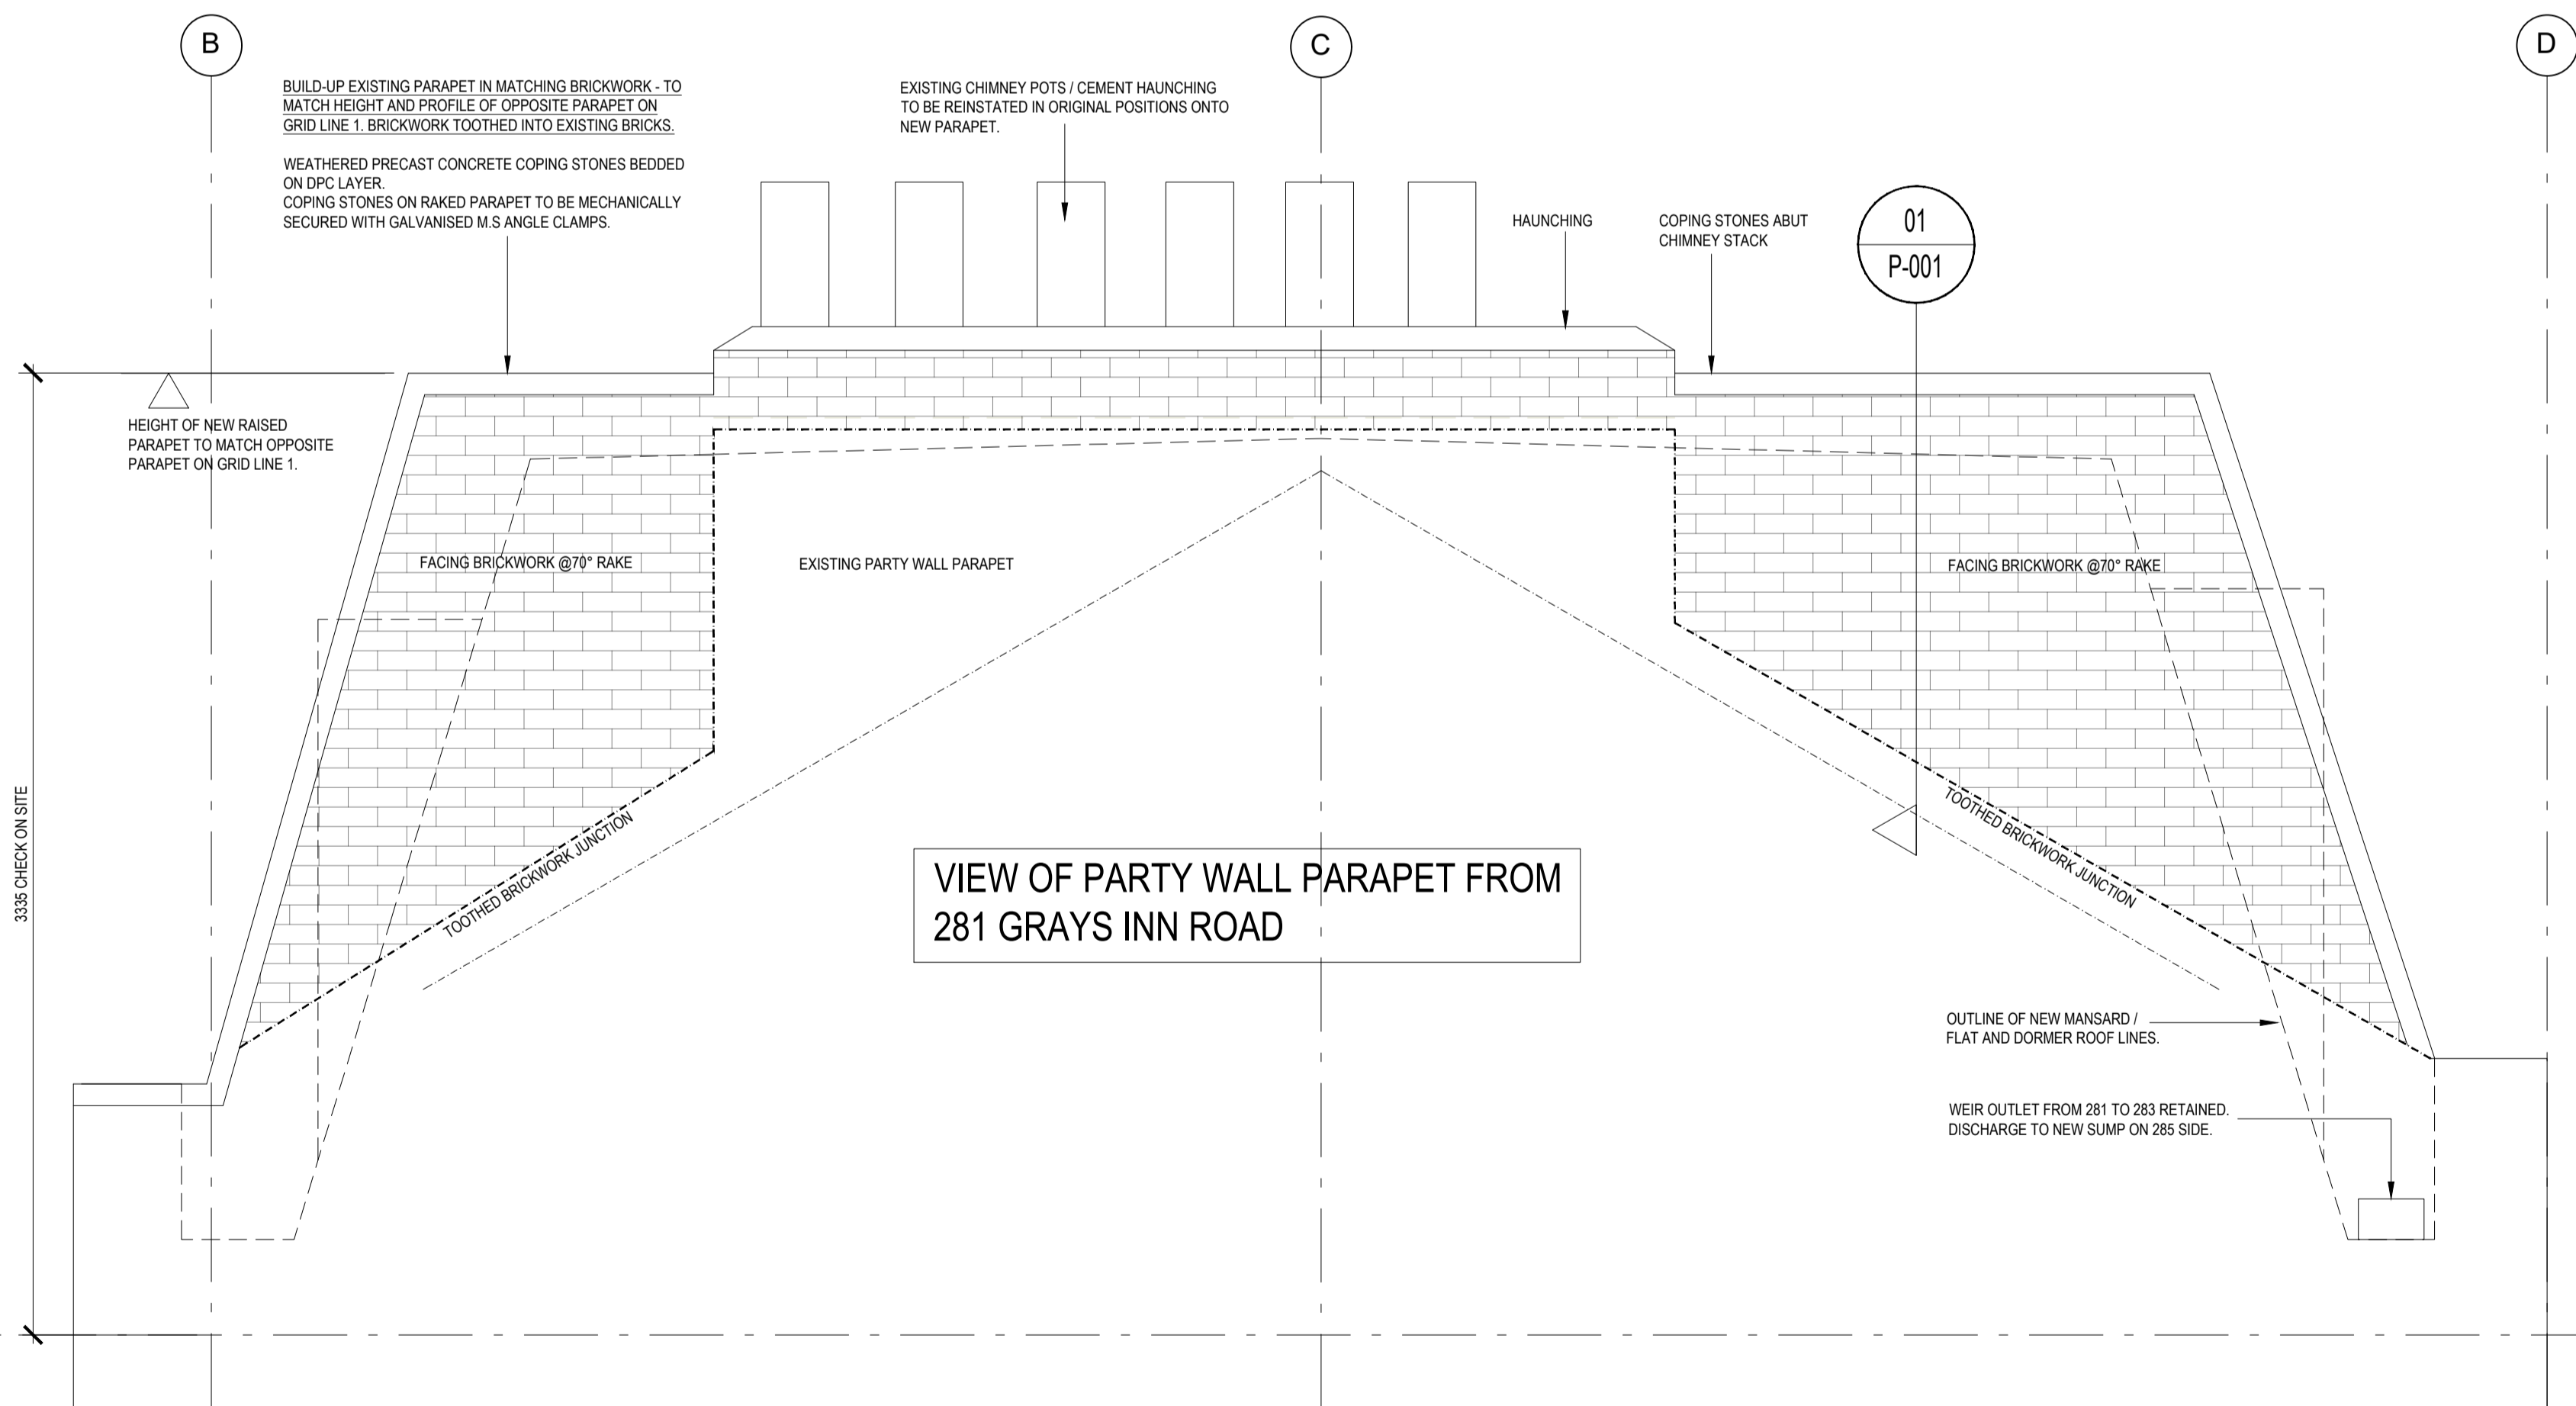 B
C
D
BUILD-UP EXISTING PARAPET IN MATCHING BRICKWORK - TO
MATCH HEIGHT AND PROFILE OF OPPOSITE PARAPET ON
GRID LINE 1. BRICKWORK TOOTHED INTO EXISTING BRICKS.
WEATHERED PRECAST CONCRETE COPING STONES BEDDED
ON DPC LAYER.
COPING STONES ON RAKED PARAPET TO BE MECHANICALLY
SECURED WITH GALVANISED M.S ANGLE CLAMPS.
EXISTING CHIMNEY POTS / CEMENT HAUNCHING
TO BE REINSTATED IN ORIGINAL POSITIONS ONTO
NEW PARAPET.
HAUNCHING
COPING STONES ABUT
CHIMNEY STACK
01
P-001
HEIGHT OF NEW RAISED
PARAPET TO MATCH OPPOSITE
PARAPET ON GRID LINE 1.
FACING BRICKWORK @70° RAKE
EXISTING PARTY WALL PARAPET
FACING BRICKWORK @70° RAKE
3335 CHECK ON SITE
TOOTHED BRICKWORK JUNCTION
TOOTHED BRICKWORK JUNCTION
VIEW OF PARTY WALL PARAPET FROM
281 GRAYS INN ROAD
OUTLINE OF NEW MANSARD /
FLAT AND DORMER ROOF LINES.
WEIR OUTLET FROM 281 TO 283 RETAINED.
DISCHARGE TO NEW SUMP ON 285 SIDE.